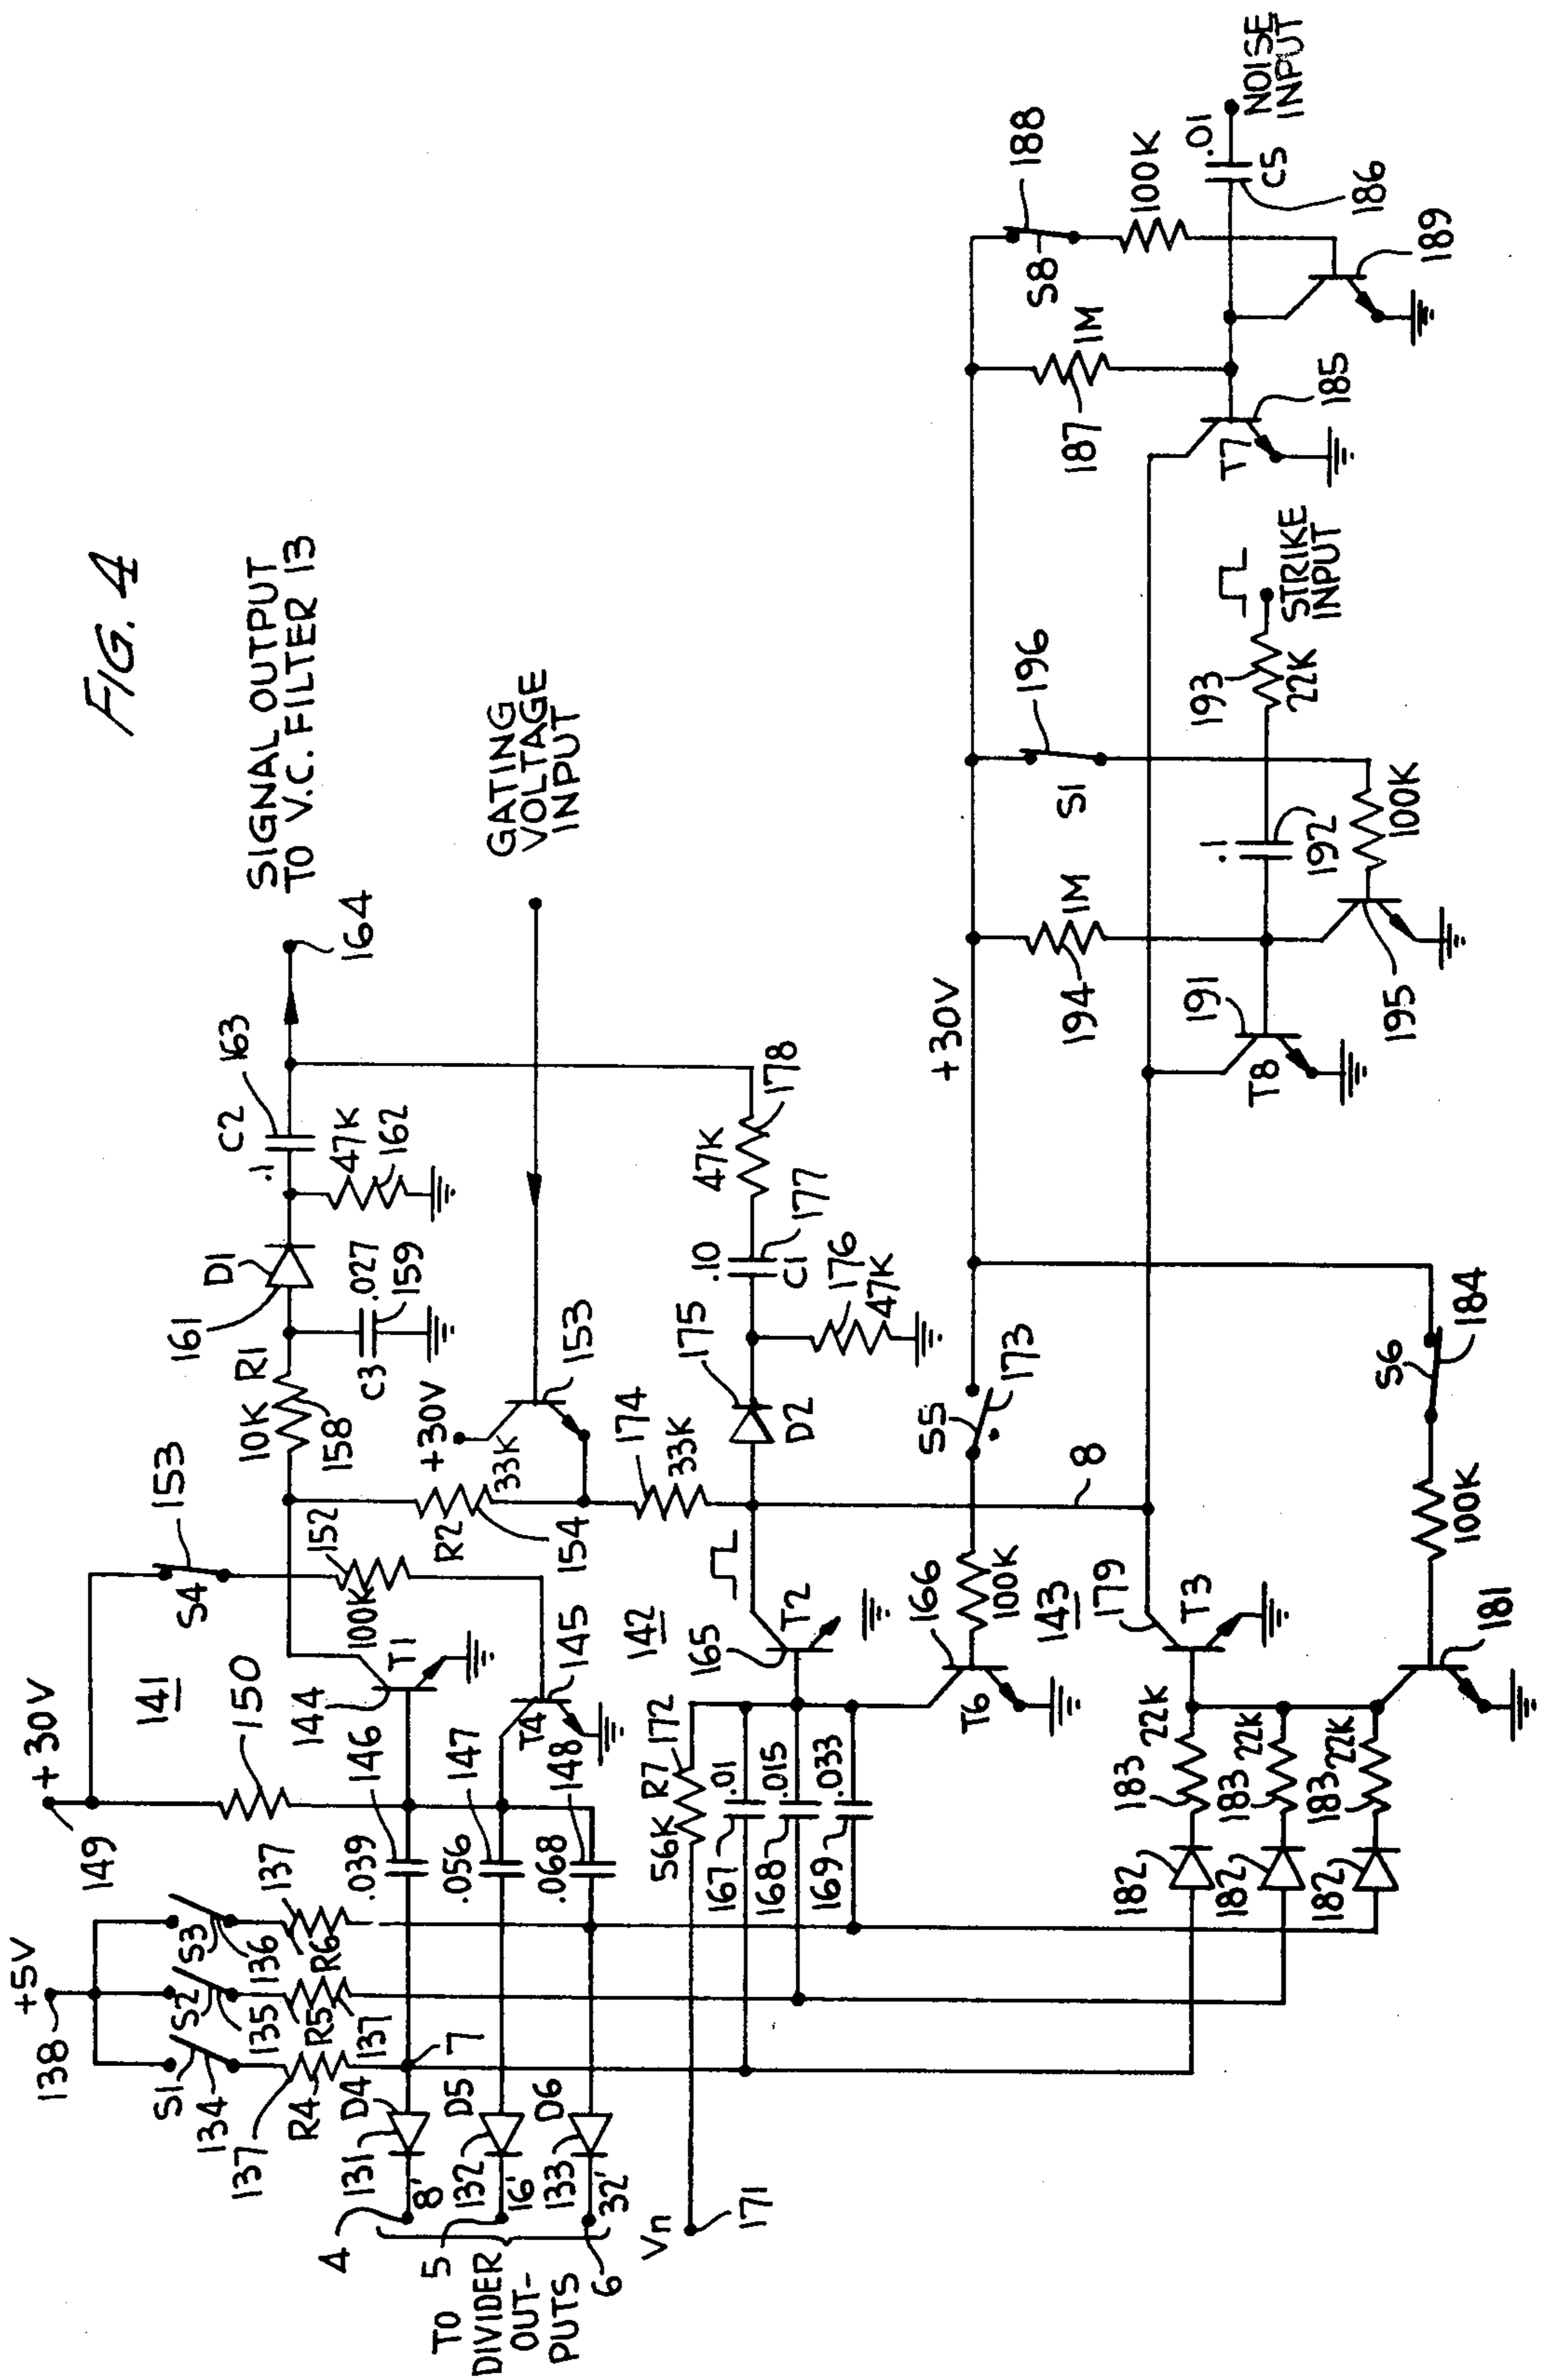 FIG. 4
SIGNAL OUTPUT
TO V.C. FILTER 13
164
GATING
VOLTAGE
INPUT
+5V
138
+30V
149
S1
134
S2
135
S3
136
137
R4
R5
137
R6
137
150
141
S4
153
152
100K
144
T1
T4
145
146
.039
147
.056
148
.068
10K
R1
158
161
D1
C3
.027
159
.1
C2
163
47K
162
+30V
33K
R2
154
153
174
33K
175
D2
176
47K
.10
C1
177
47K
178
4
8'
131
D4
7
5
16'
132
D5
6
32'
133
D6
TO
DIVIDER
OUT-
PUTS
Vn
171
56K
R7
172
167
.01
168
.015
169
.033
142
165
T2
166
T6
100K
S5
173
8
143
179
T3
182
183
22K
182
183
22K
182
183
22K
181
100K
S6
184
+30V
194
1M
191
T8
195
.1
192
100K
S1
196
193
22K
STRIKE
INPUT
187
1M
T7
185
S8
188
100K
189
.01
C5
186
NOISE
INPUT